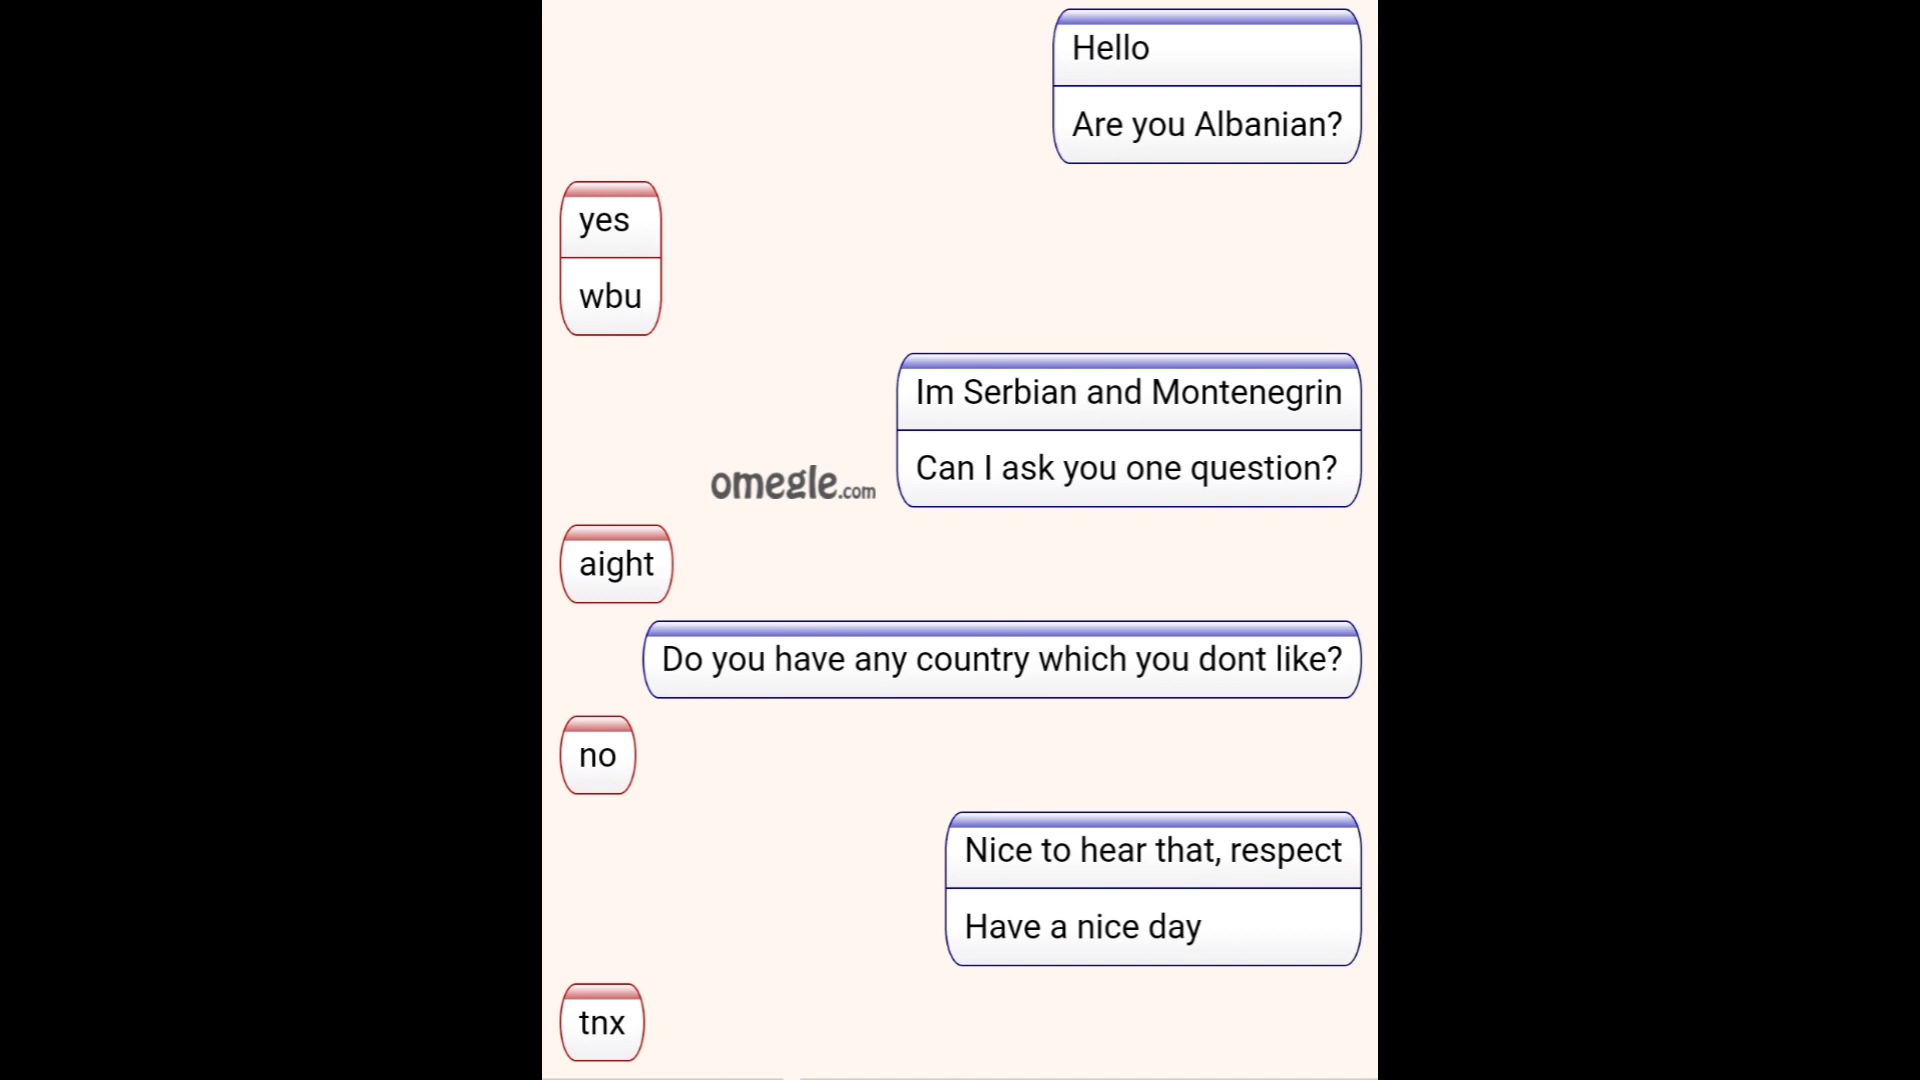 Hello
Are you Albanian?
yes
wbu
Im Serbian and Montenegrin
Can I ask you one question?
omegle.com
aight
Do you have any country which you dont like?
no
Nice to hear that, respect
Have a nice day
tnx